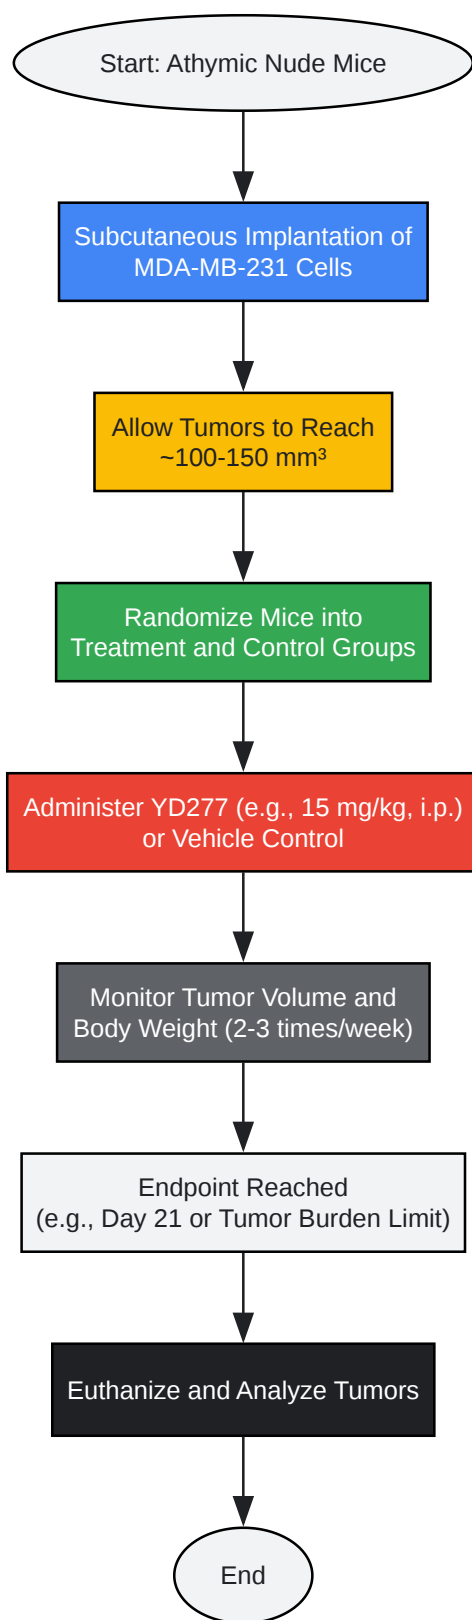 Start: Athymic Nude Mice
Subcutaneous Implantation of
MDA-MB-231 Cells
Allow Tumors to Reach
~100-150 mm³
Randomize Mice into
Treatment and Control Groups
Administer YD277 (e.g., 15 mg/kg, i.p.)
or Vehicle Control
Monitor Tumor Volume and
Body Weight (2-3 times/week)
Endpoint Reached
(e.g., Day 21 or Tumor Burden Limit)
Euthanize and Analyze Tumors
End